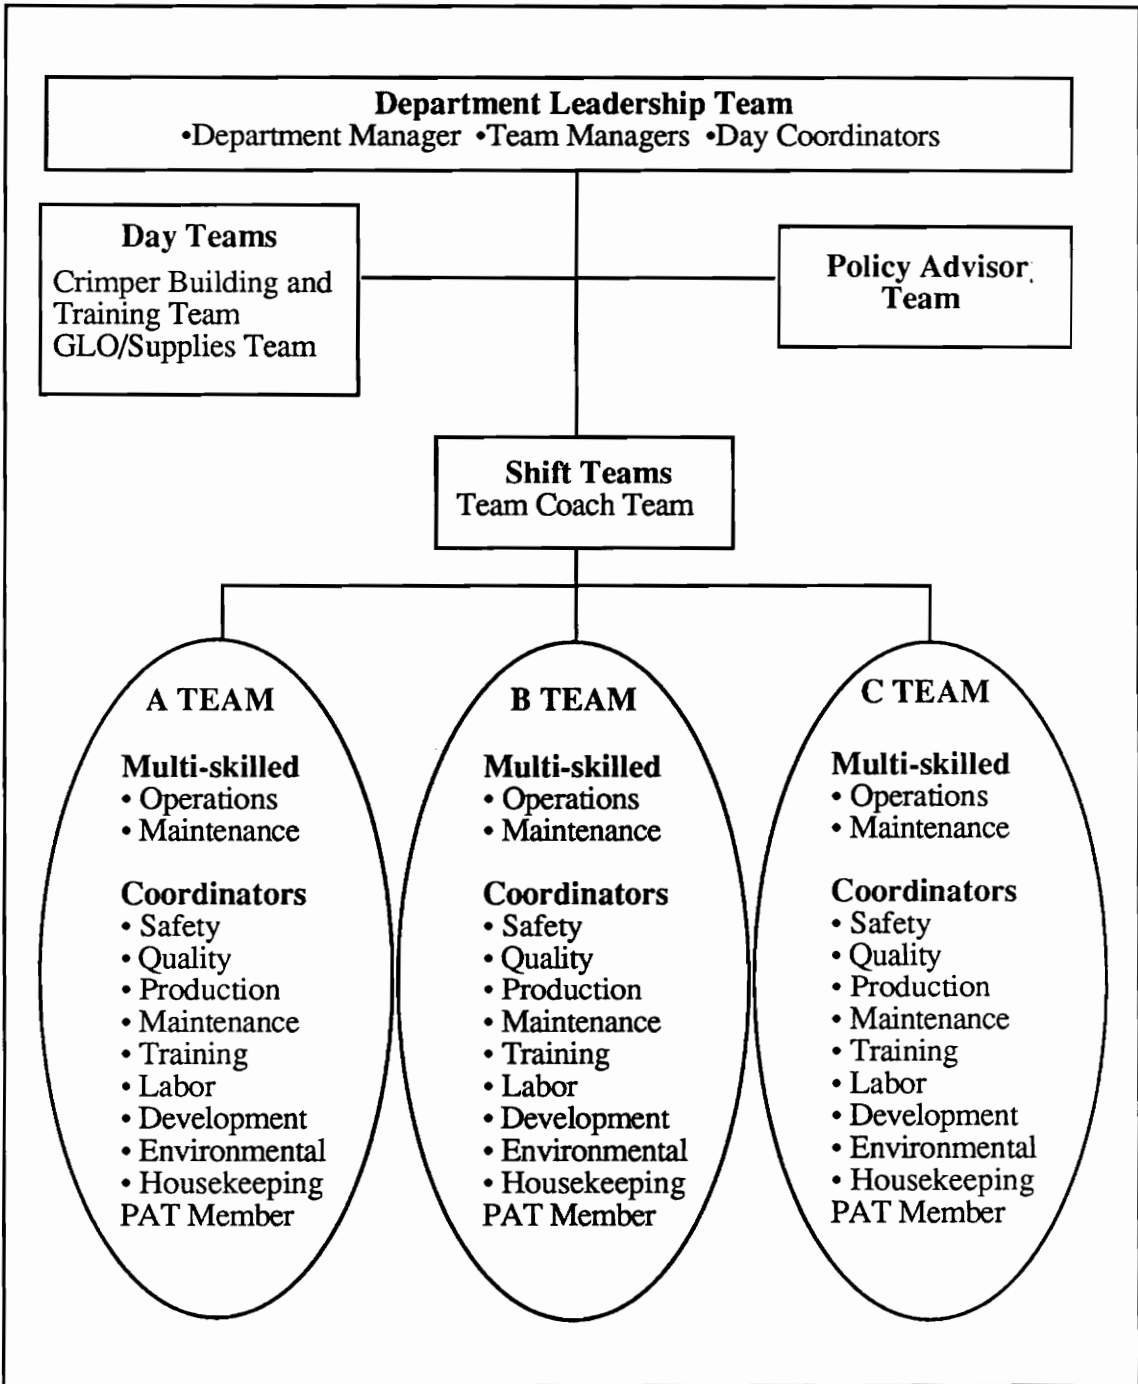 Department Leadership Team
•Department Manager •Team Managers •Day Coordinators
Day Teams
Crimper Building and
Training Team
GLO/Supplies Team
Policy Advisor
Team
Shift Teams
Team Coach Team
A TEAM
Multi-skilled
• Operations
• Maintenance
Coordinators
• Safety
• Quality
• Production
• Maintenance
• Training
• Labor
• Development
• Environmental
• Housekeeping
PAT Member
B TEAM
Multi-skilled
• Operations
• Maintenance
Coordinators
• Safety
• Quality
• Production
• Maintenance
• Training
• Labor
• Development
• Environmental
• Housekeeping
PAT Member
C TEAM
Multi-skilled
• Operations
• Maintenance
Coordinators
• Safety
• Quality
• Production
• Maintenance
• Training
• Labor
• Development
• Environmental
• Housekeeping
PAT Member